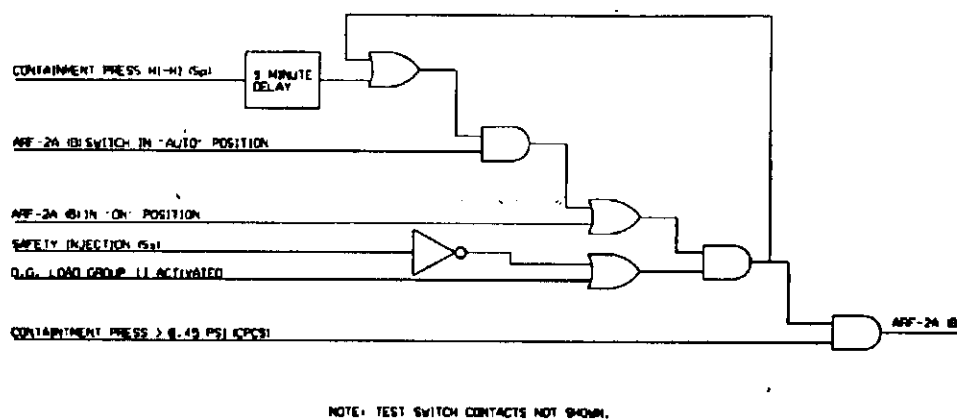 CONTAINMENT PRESS HI-HI (Sp)
9 MINUTE
DELAY
ARF-2A (B) SWITCH IN "AUTO" POSITION
ARF-2A (B) IN "ON" POSITION
SAFETY INJECTION (Ss)
D.G. LOAD GROUP 11 ACTIVATED
CONTAINTMENT PRESS > 0.45 PSI (CPCS)
ARF-2A (B)
NOTE: TEST SWITCH CONTACTS NOT SHOWN.